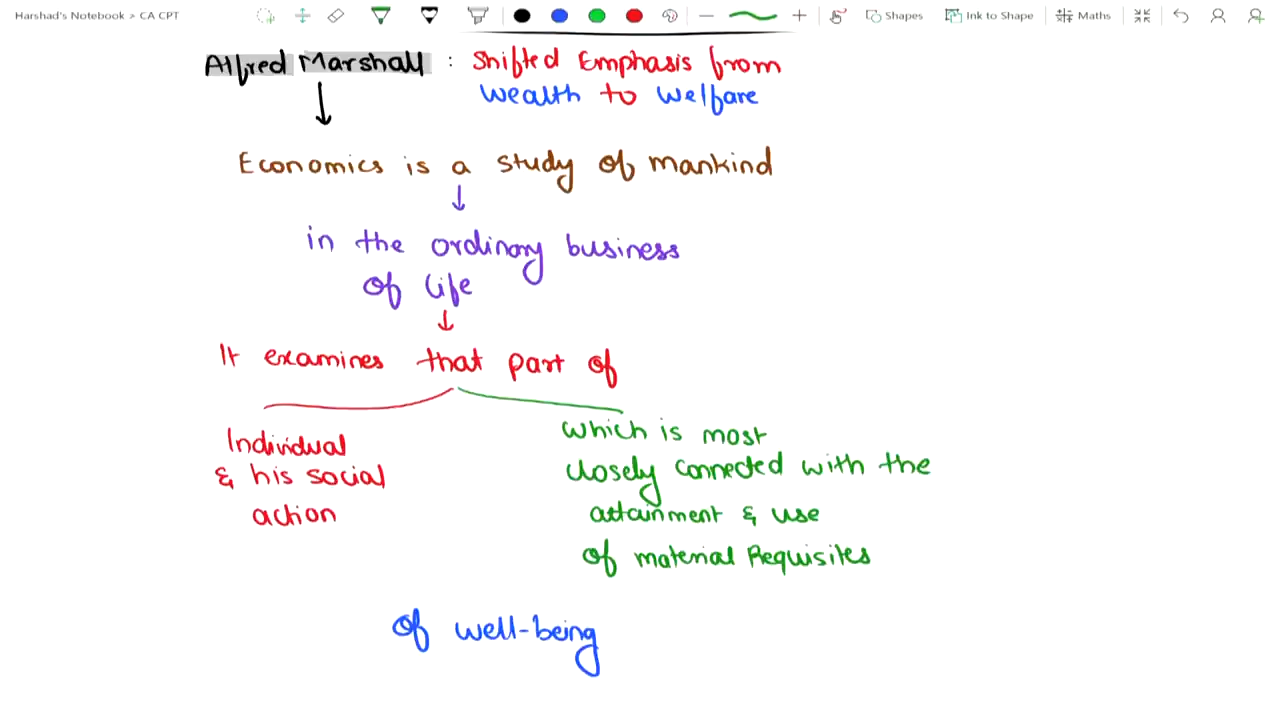 Harshad's Notebook > CA CPT
Shapes
Ink to Shape
Maths
Alfred Marshall : Shifted Emphasis from
Wealth to Welfare
Economics is a study of mankind
in the ordinary business
of life
It examines that part of
Individual
& his social
action
Which is most
closely connected with the
attainment & use
of material Requisites
of well-being